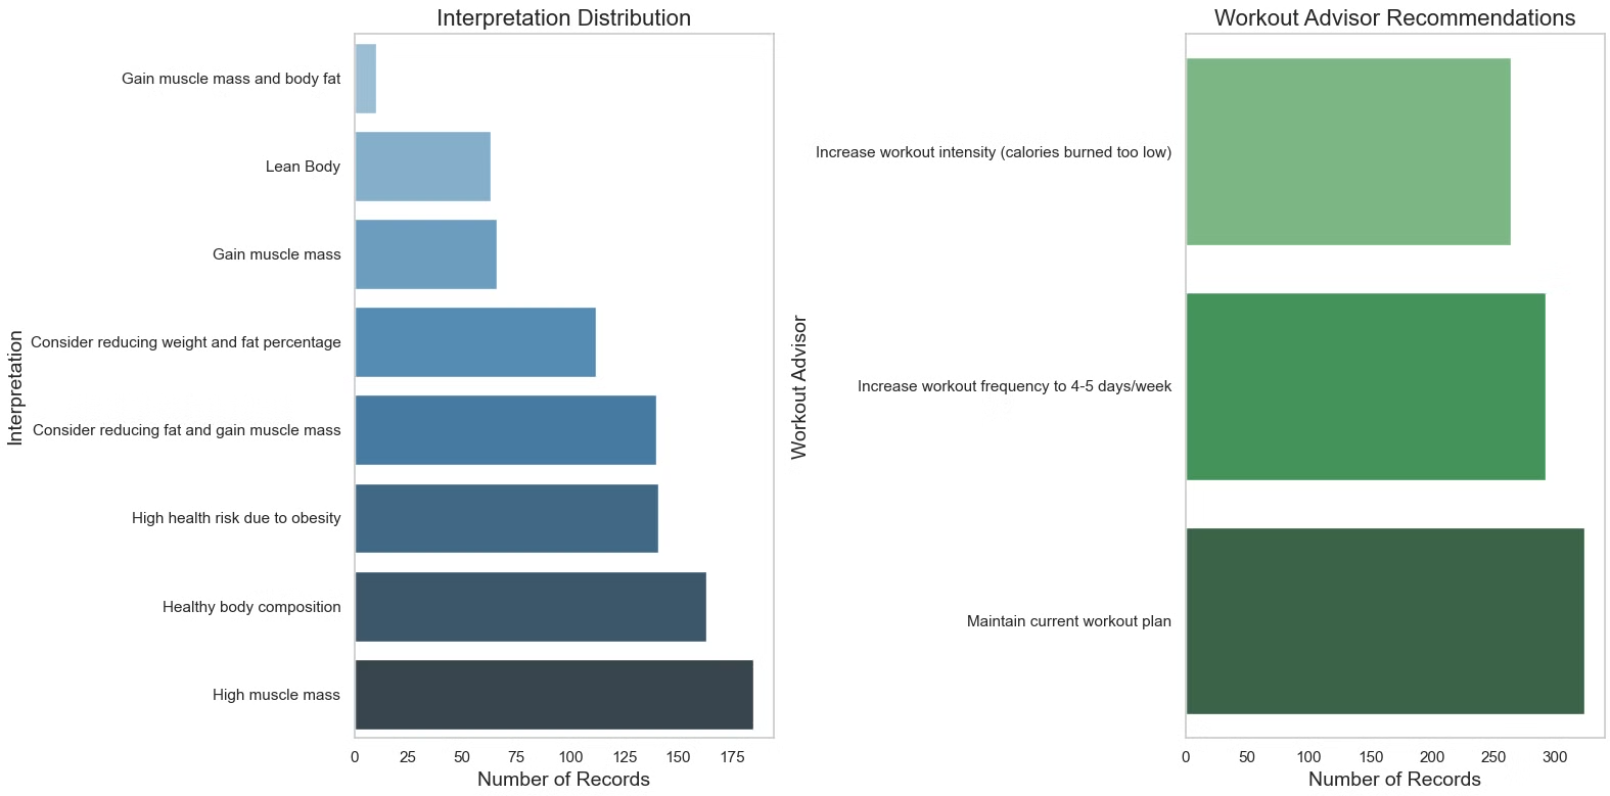 Interpretation Distribution
Interpretation
Gain muscle mass and body fat
Lean Body
Gain muscle mass
Consider reducing weight and fat percentage
Consider reducing fat and gain muscle mass
High health risk due to obesity
Healthy body composition
High muscle mass
0 25 50 75 100 125 150 175
Number of Records
Workout Advisor Recommendations
Workout Advisor
Increase workout intensity (calories burned too low)
Increase workout frequency to 4-5 days/week
Maintain current workout plan
0 50 100 150 200 250 300
Number of Records